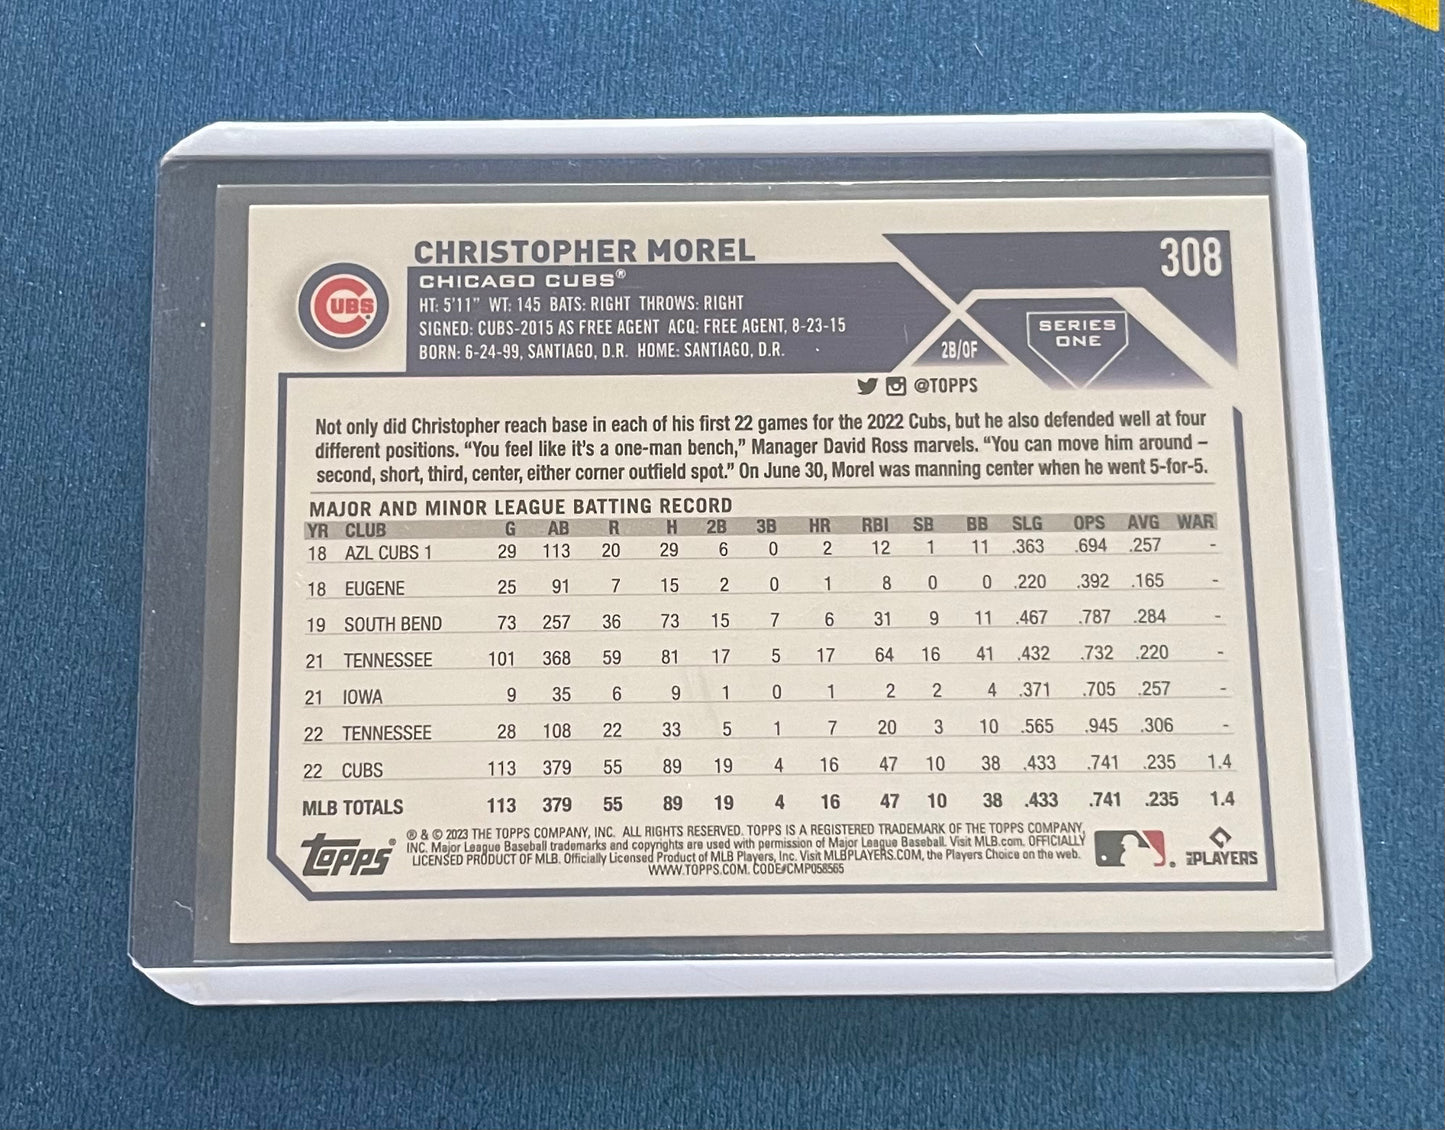 CHRISTOPHER MOREL
308
CHICAGO CUBS®
HT: 5'11" WT: 145 BATS: RIGHT THROWS: RIGHT
SIGNED: CUBS-2015 AS FREE AGENT ACQ: FREE AGENT, 8-23-15
BORN: 6-24-99, SANTIAGO, D.R. HOME: SANTIAGO, D.R.
CUBS
2B/OF
SERIES
ONE
@TOPPS
Not only did Christopher reach base in each of his first 22 games for the 2022 Cubs, but he also defended well at four
different positions. “You feel like it's a one-man bench,” Manager David Ross marvels. “You can move him around –
second, short, third, center, either corner outfield spot.” On June 30, Morel was manning center when he went 5-for-5.
MAJOR AND MINOR LEAGUE BATTING RECORD
YR CLUB G AB R H 2B 3B HR RBI SB BB SLG OPS AVG WAR
18 AZL CUBS 1 29 113 20 29 6 0 2 12 1 11 .363 .694 .257 -
18 EUGENE 25 91 7 15 2 0 1 8 0 0 .220 .392 .165 -
19 SOUTH BEND 73 257 36 73 15 7 6 31 9 11 .467 .787 .284 -
21 TENNESSEE 101 368 59 81 17 5 17 64 16 41 .432 .732 .220 -
21 IOWA 9 35 6 9 1 0 1 2 2 4 .371 .705 .257 -
22 TENNESSEE 28 108 22 33 5 1 7 20 3 10 .565 .945 .306 -
22 CUBS 113 379 55 89 19 4 16 47 10 38 .433 .741 .235 1.4
MLB TOTALS 113 379 55 89 19 4 16 47 10 38 .433 .741 .235 1.4
Topps®
® & © 2023 THE TOPPS COMPANY, INC. ALL RIGHTS RESERVED. TOPPS IS A REGISTERED TRADEMARK OF THE TOPPS COMPANY,
INC. Major League Baseball trademarks and copyrights are used with permission of Major League Baseball. Visit MLB.com. OFFICIALLY
LICENSED PRODUCT OF MLB. Officially Licensed Product of MLB Players, Inc. Visit MLBPLAYERS.COM, the Players Choice on the web.
WWW.TOPPS.COM. CODE#CMP058565
PLAYERS